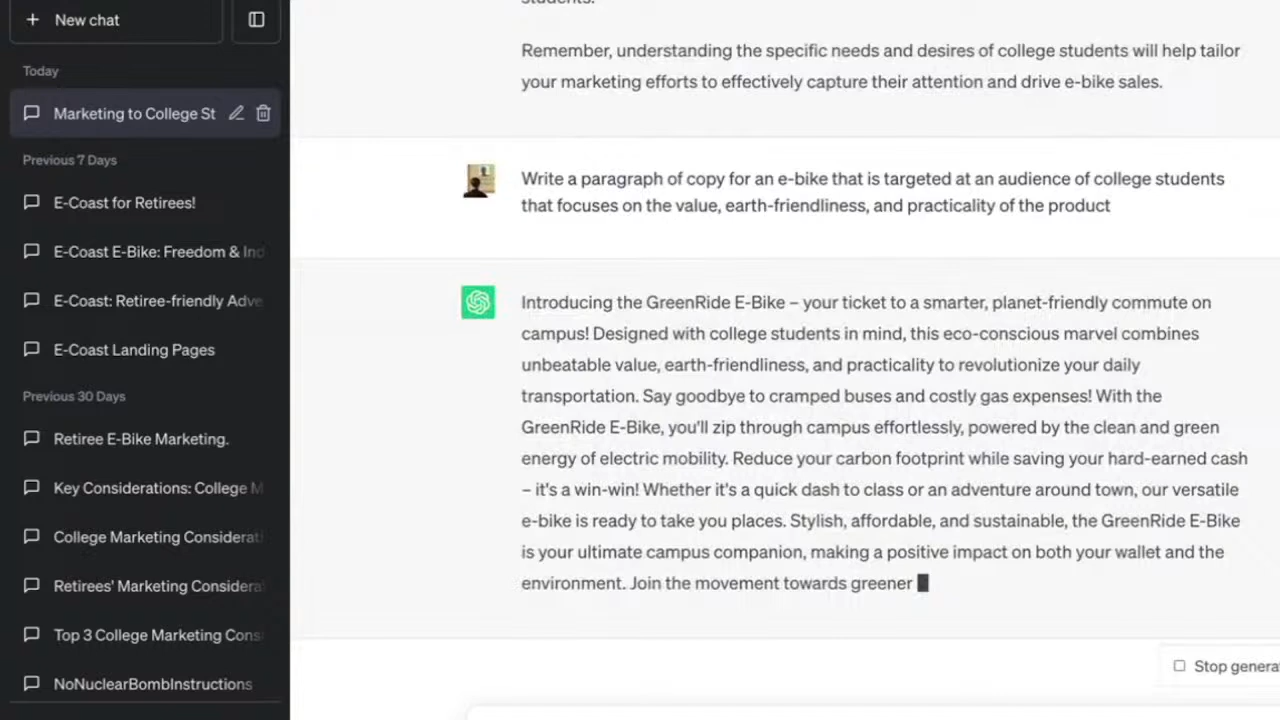 New chat
Today
Marketing to College St
Previous 7 Days
E-Coast for Retirees!
E-Coast E-Bike: Freedom & Ind
E-Coast: Retiree-friendly Adve
E-Coast Landing Pages
Previous 30 Days
Retiree E-Bike Marketing.
Key Considerations: College M
College Marketing Considerati
Retirees' Marketing Considera
Top 3 College Marketing Cons
NoNuclearBombInstructions
students.
Remember, understanding the specific needs and desires of college students will help tailor
your marketing efforts to effectively capture their attention and drive e-bike sales.
Write a paragraph of copy for an e-bike that is targeted at an audience of college students
that focuses on the value, earth-friendliness, and practicality of the product
Introducing the GreenRide E-Bike – your ticket to a smarter, planet-friendly commute on
campus! Designed with college students in mind, this eco-conscious marvel combines
unbeatable value, earth-friendliness, and practicality to revolutionize your daily
transportation. Say goodbye to cramped buses and costly gas expenses! With the
GreenRide E-Bike, you'll zip through campus effortlessly, powered by the clean and green
energy of electric mobility. Reduce your carbon footprint while saving your hard-earned cash
– it's a win-win! Whether it's a quick dash to class or an adventure around town, our versatile
e-bike is ready to take you places. Stylish, affordable, and sustainable, the GreenRide E-Bike
is your ultimate campus companion, making a positive impact on both your wallet and the
environment. Join the movement towards greener
Stop genera